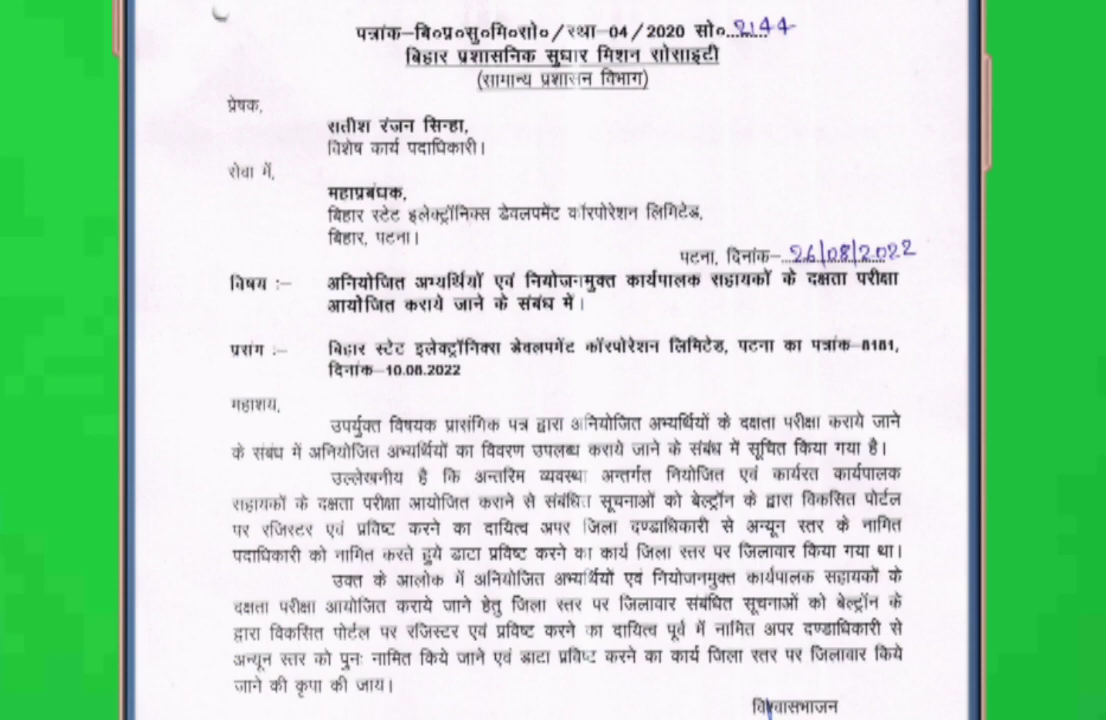 पत्रांक–बि०प्र०सु०मि०सो०/स्था–04/2020 सो०...2144
बिहार प्रशासनिक सुधार मिशन सोसाइटी
(सामान्य प्रशासन विभाग)
प्रेषक,
सतीश रंजन सिन्हा,
विशेष कार्य पदाधिकारी।
सेवा में,
महाप्रबंधक,
बिहार स्टेट इलेक्ट्रॉनिक्स डेवलपमेंट कॉरपोरेशन लिमिटेड,
बिहार, पटना।
पटना, दिनांक–...26/08/2022
विषय :– अनियोजित अभ्यर्थियों एवं नियोजनमुक्त कार्यपालक सहायकों के दक्षता परीक्षा
आयोजित कराये जाने के संबंध में।
प्रसंग :– बिहार स्टेट इलेक्ट्रॉनिक्स डेवलपमेंट कॉरपोरेशन लिमिटेड, पटना का पत्रांक–8181,
दिनांक–10.08.2022
महाशय,
उपर्युक्त विषयक प्रासंगिक पत्र द्वारा अनियोजित अभ्यर्थियों के दक्षता परीक्षा कराये जाने
के संबंध में अनियोजित अभ्यर्थियों का विवरण उपलब्ध कराये जाने के संबंध में सूचित किया गया है।
उल्लेखनीय है कि अन्तरिम व्यवस्था अन्तर्गत नियोजित एवं कार्यरत कार्यपालक
सहायकों के दक्षता परीक्षा आयोजित कराने से संबंधित सूचनाओं को बेल्ट्रॉन के द्वारा विकसित पोर्टल
पर रजिस्टर एवं प्रविष्ट करने का दायित्व अपर जिला दण्डाधिकारी से अन्यून स्तर के नामित
पदाधिकारी को नामित करते हुये डाटा प्रविष्ट करने का कार्य जिला स्तर पर जिलावार किया गया था।
उक्त के आलोक में अनियोजित अभ्यर्थियों एवं नियोजनमुक्त कार्यपालक सहायकों के
दक्षता परीक्षा आयोजित कराये जाने हेतु जिला स्तर पर जिलावार संबंधित सूचनाओं को बेल्ट्रॉन के
द्वारा विकसित पोर्टल पर रजिस्टर एवं प्रविष्ट करने का दायित्व पूर्व में नामित अपर दण्डाधिकारी से
अन्यून स्तर को पुनः नामित किये जाने एवं डाटा प्रविष्ट करने का कार्य जिला स्तर पर जिलावार किये
जाने की कृपा की जाय।
विश्वासभाजन